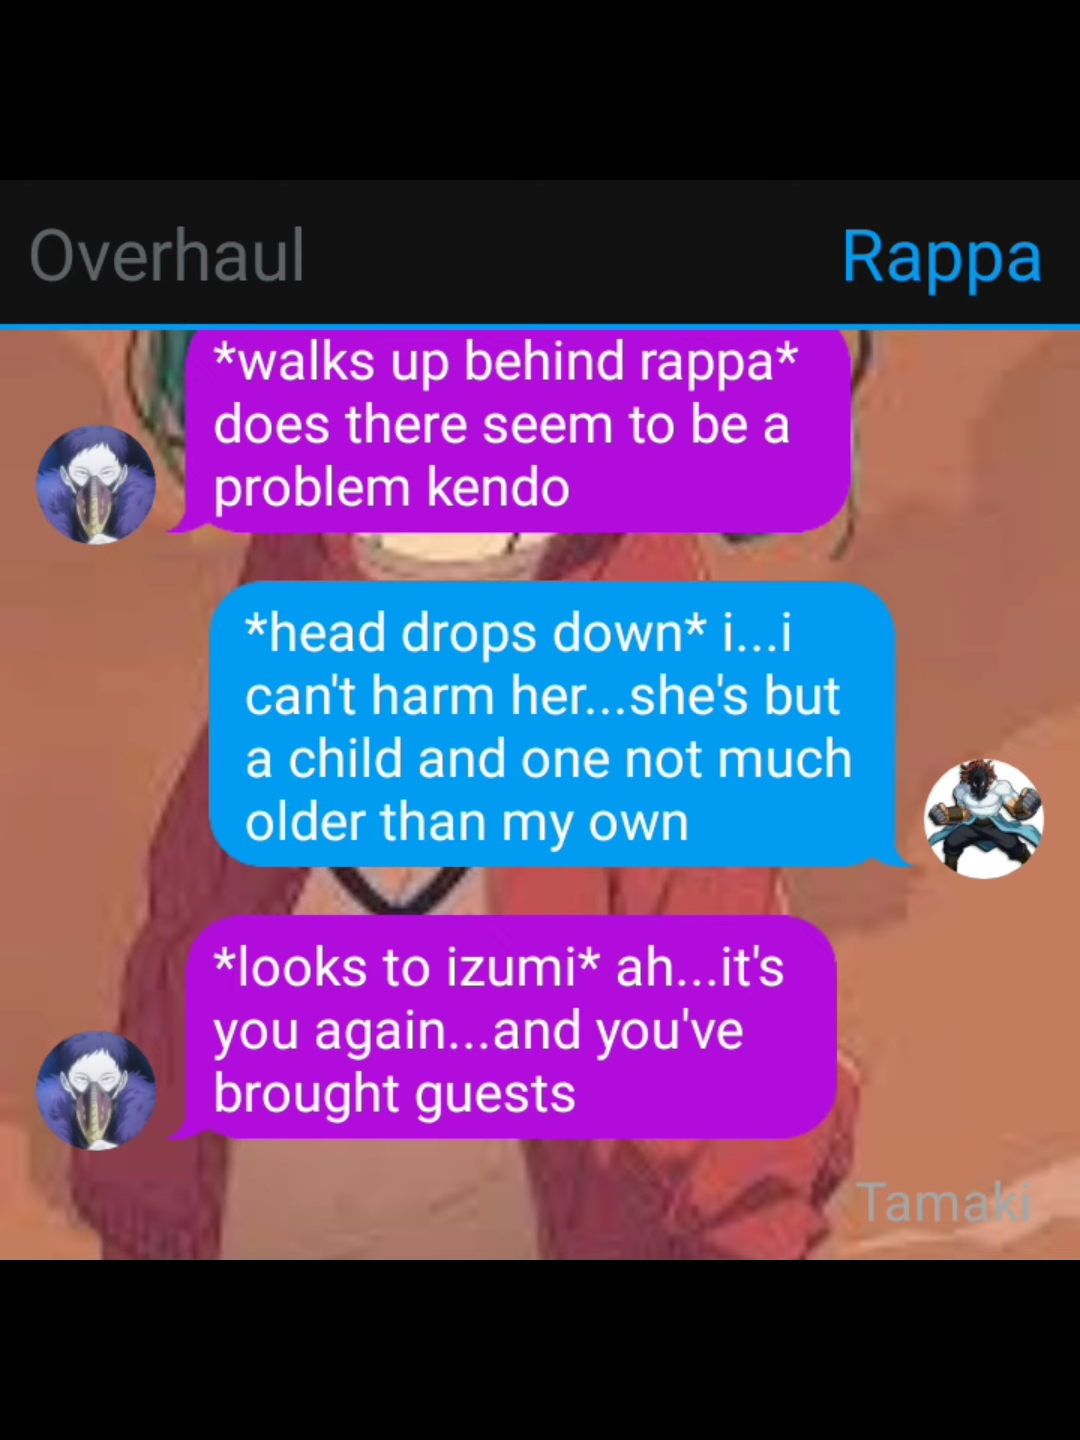 Overhaul
Rappa
*walks up behind rappa*
does there seem to be a
problem kendo
*head drops down* i...i
can't harm her...she's but
a child and one not much
older than my own
*looks to izumi* ah...it's
you again...and you've
brought guests
Tamaki